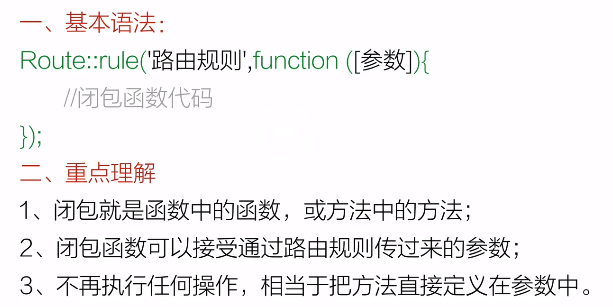 一、基本语法：
Route::rule('路由规则',function ([参数]){
//闭包函数代码
});
二、重点理解
1、闭包就是函数中的函数，或方法中的方法；
2、闭包函数可以接受通过路由规则传过来的参数；
3、不再执行任何操作，相当于把方法直接定义在参数中。